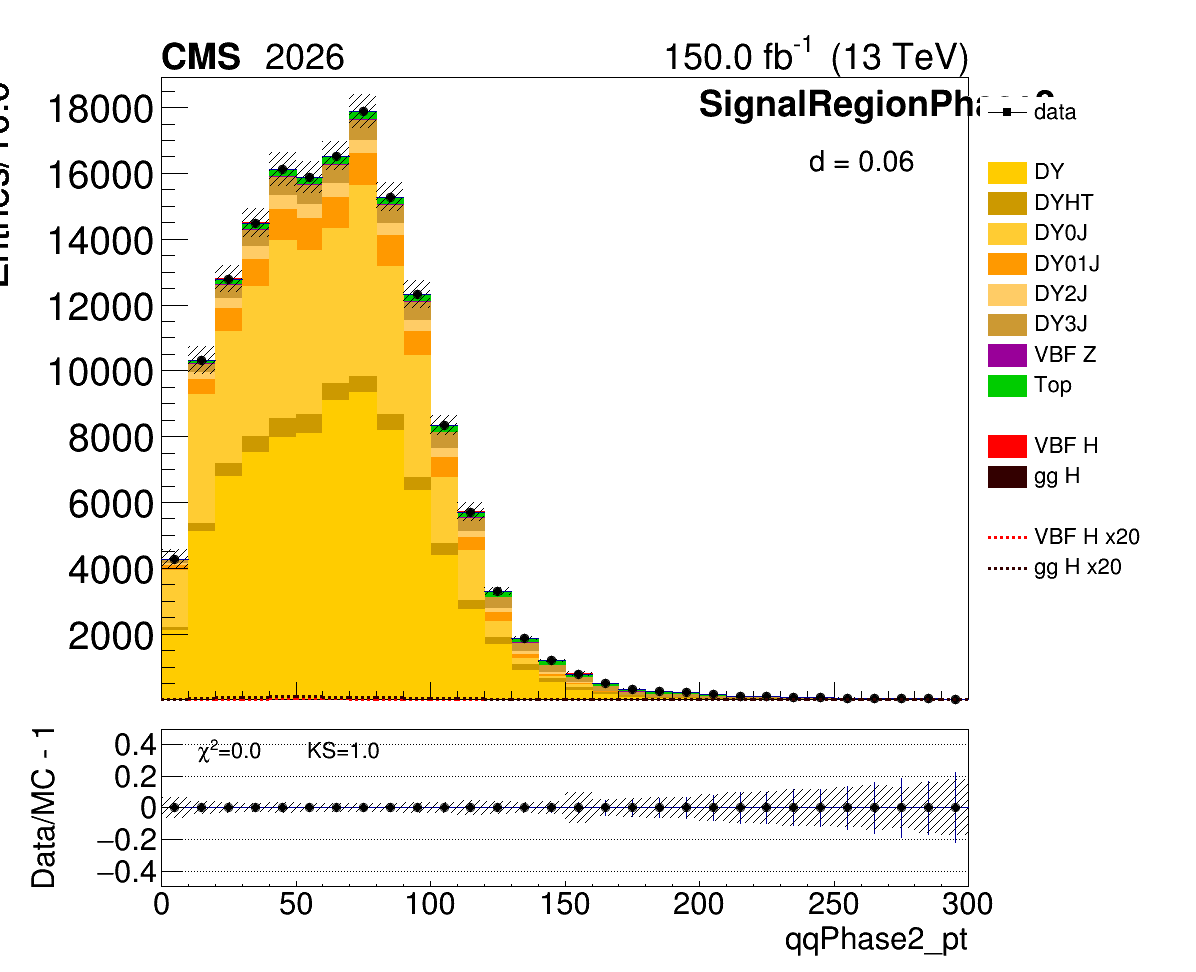 CMS 2026 150.0 fb-1 (13 TeV)
SignalRegionPhase2
d = 0.06
18000
16000
14000
12000
10000
8000
6000
4000
2000
data
DY
DYHT
DY0J
DY01J
DY2J
DY3J
VBF Z
Top
VBF H
gg H
VBF H x20
gg H x20
Data/MC - 1
χ2=0.0 KS=1.0
0.4
0.2
0
−0.2
−0.4
0 50 100 150 200 250 300
qqPhase2_pt